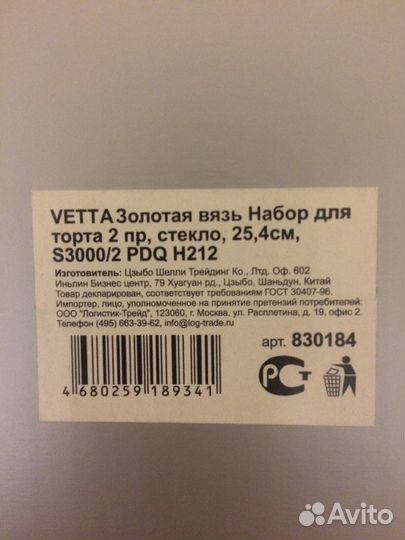 VETTA Золотая вязь Набор для
торта 2 пр, стекло, 25,4см,
S3000/2 PDQ H212
Изготовитель: Цзыбо Шелли Трейдинг Ко., Лтд. Оф. 602
Иньлин Бизнес центр, 79 Хуагуан рд., Цзыбо, Шаньдун, Китай
Товар декларирован, соответствует требованиям ГОСТ 30407-96.
Импортер, лицо, уполномоченное на принятие претензий потребителей:
ООО "Логистик-Трейд", 123060, г. Москва, ул. Расплетина, д. 19, офис 2.
Телефон (495) 663-39-62, info@log-trade.ru
арт. 830184
4 680259 189341
РСТ
Avito